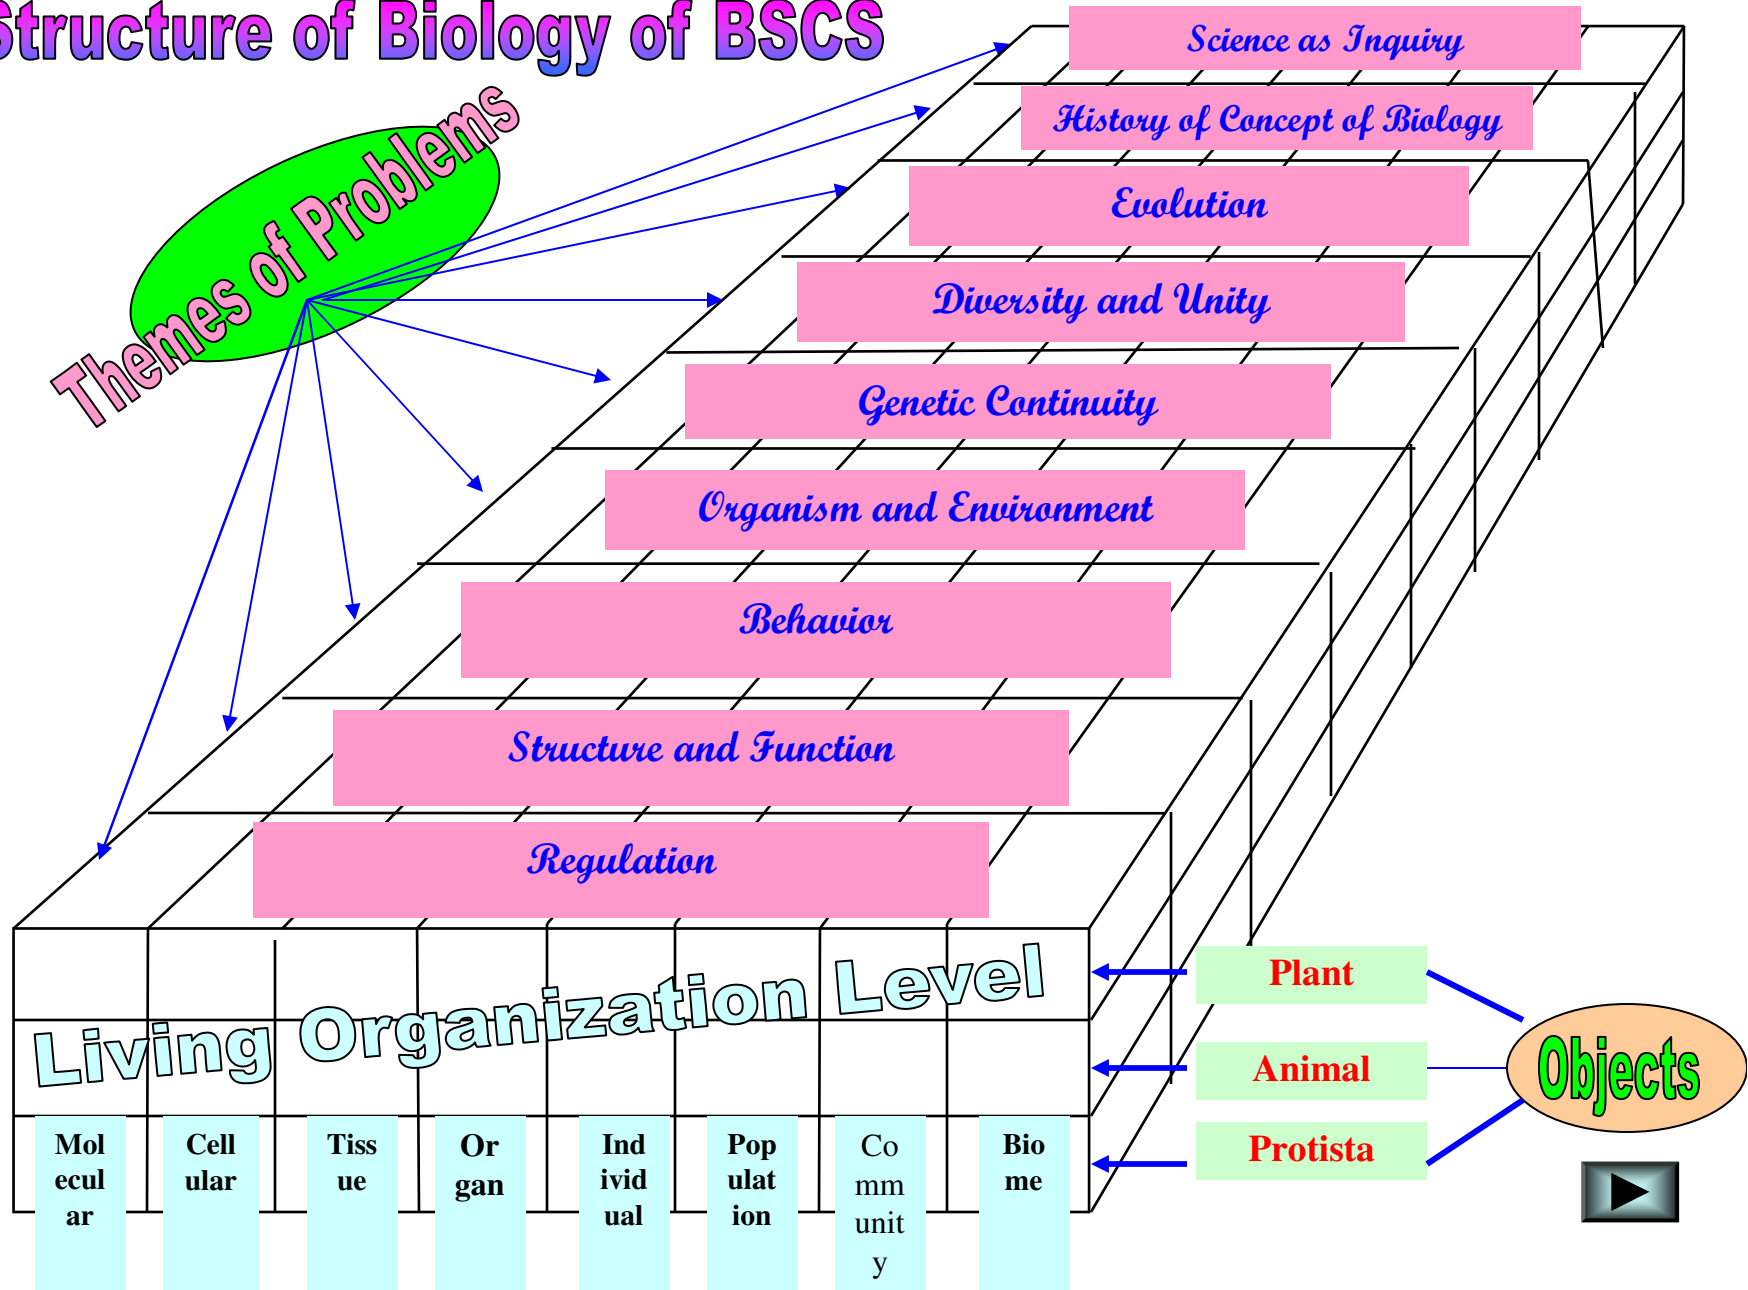 Structure of Biology of BSCS
Themes of Problems
Science as Inquiry
History of Concept of Biology
Evolution
Diversity and Unity
Genetic Continuity
Organism and Environment
Behavior
Structure and Function
Regulation
Living Organization Level
Plant
Animal
Protista
Objects
Mol
ecul
ar
Cell
ular
Tiss
ue
Or
gan
Ind
ivid
ual
Pop
ulat
ion
Co
mm
unit
y
Bio
me